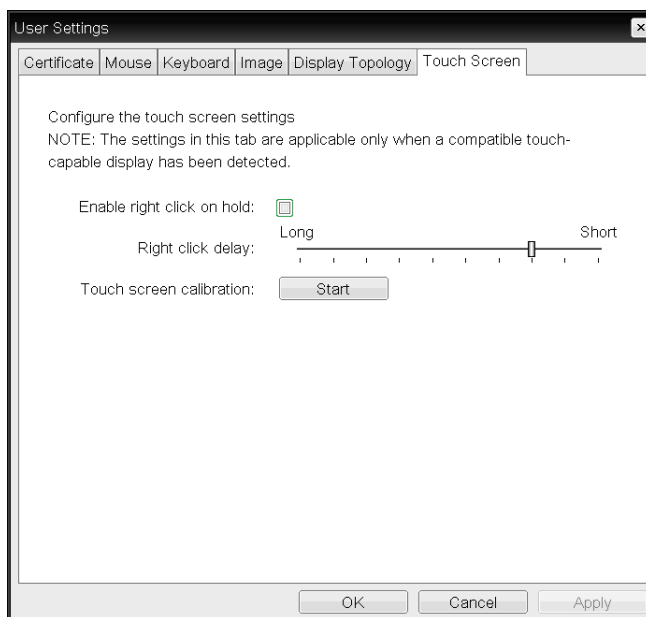 User Settings
Certificate Mouse Keyboard Image Display Topology Touch Screen
Configure the touch screen settings
NOTE: The settings in this tab are applicable only when a compatible touch-
capable display has been detected.
Enable right click on hold:
Long Short
Right click delay:
Touch screen calibration: Start
OK Cancel Apply